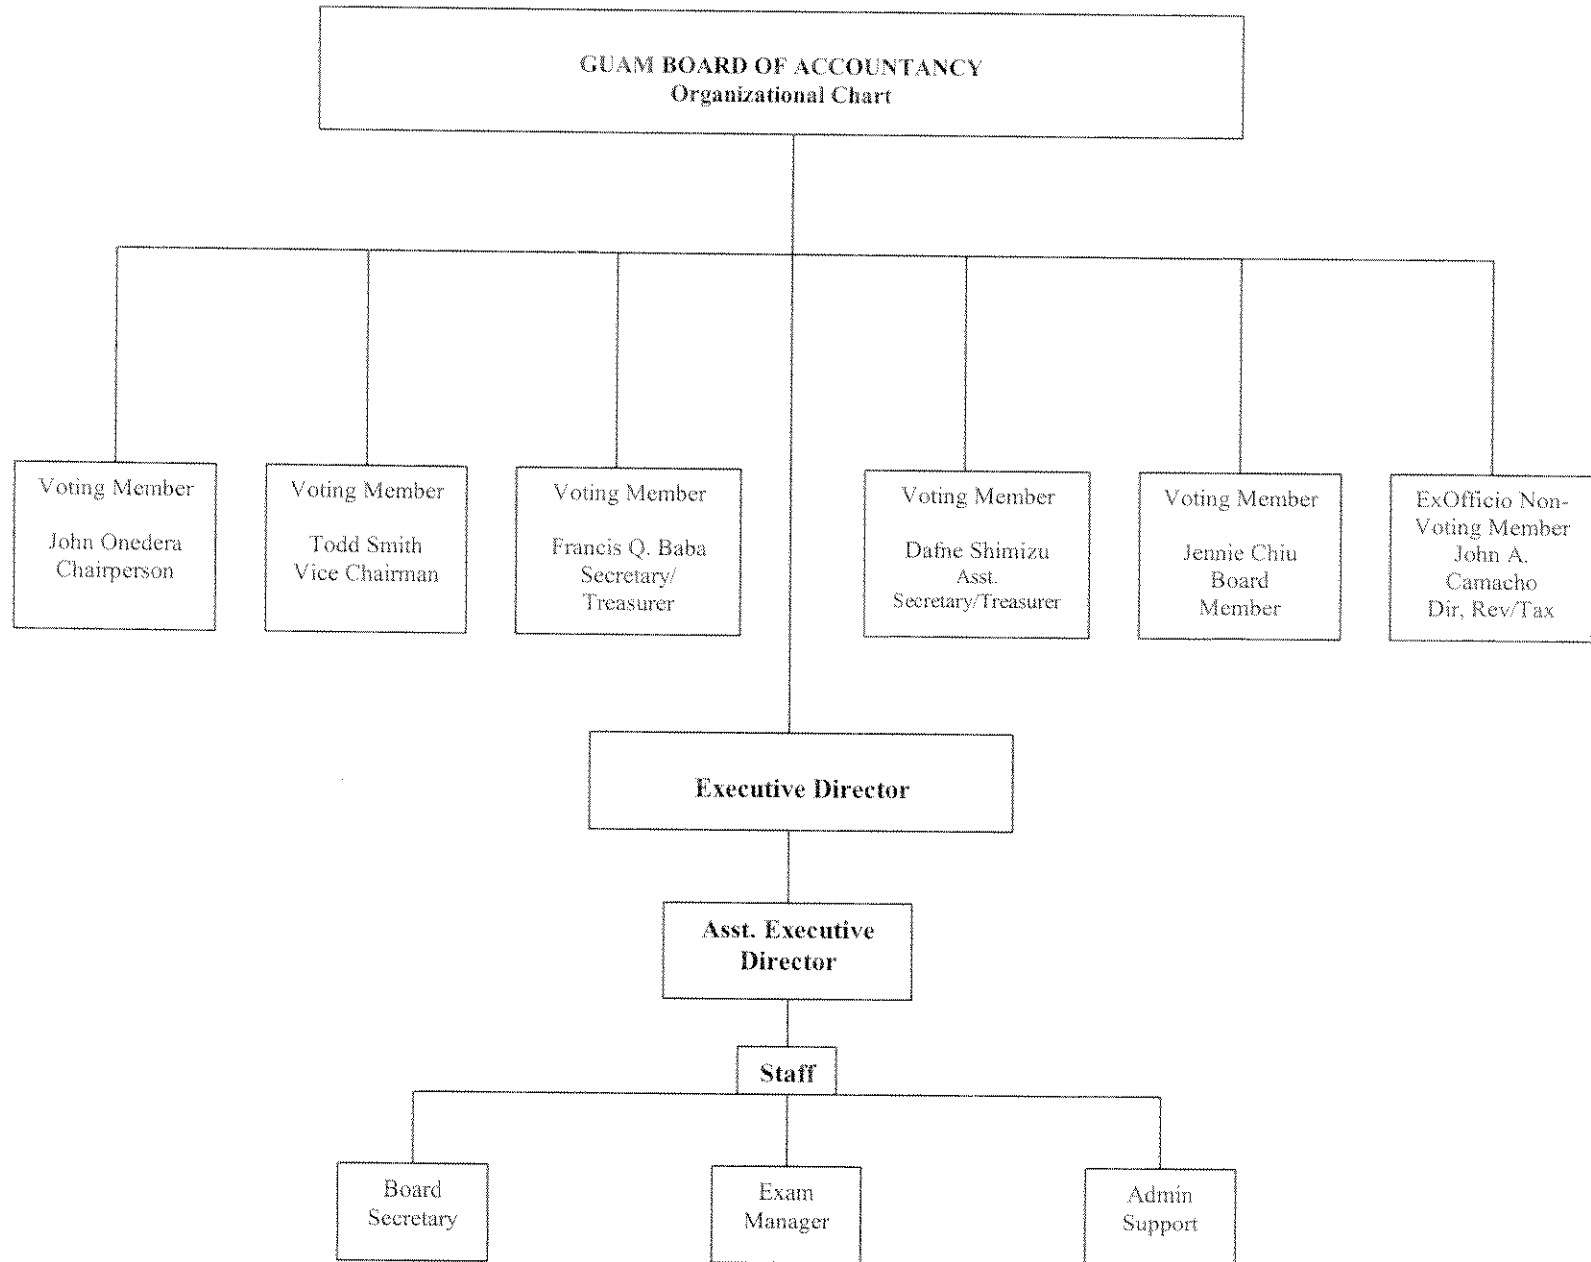 GUAM BOARD OF ACCOUNTANCY
Organizational Chart
Voting Member
John Onedera
Chairperson
Voting Member
Todd Smith
Vice Chairman
Voting Member
Francis Q. Baba
Secretary/
Treasurer
Voting Member
Dafne Shimizu
Asst.
Secretary/Treasurer
Voting Member
Jennie Chiu
Board
Member
ExOfficio Non-
Voting Member
John A.
Camacho
Dir, Rev/Tax
Executive Director
Asst. Executive
Director
Staff
Board
Secretary
Exam
Manager
Admin
Support